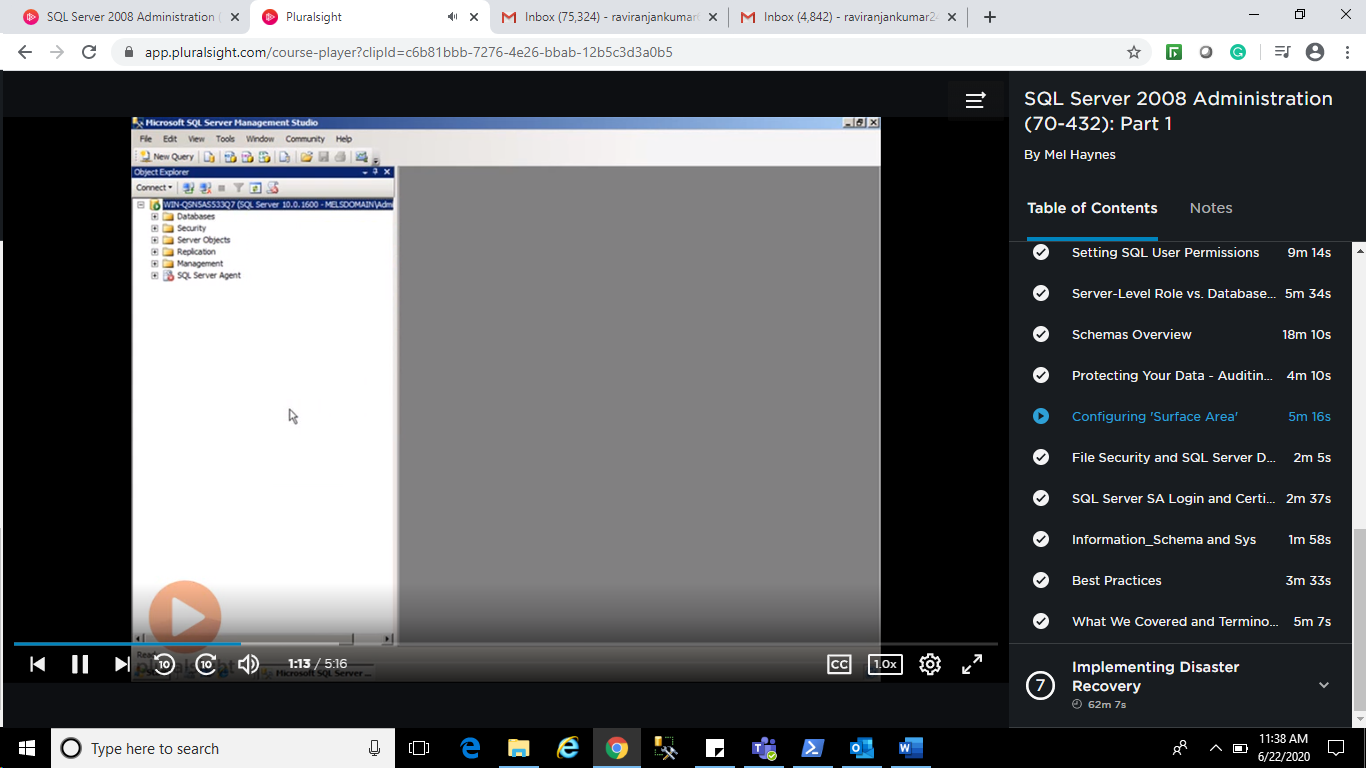 SQL Server 2008 Administration (
Pluralsight
Inbox (75,324) - raviranjankumar
Inbox (4,842) - raviranjankumar24
app.pluralsight.com/course-player?clipId=c6b81bbb-7276-4e26-bbab-12b5c3d3a0b5
Microsoft SQL Server Management Studio
File Edit View Tools Window Community Help
New Query
Object Explorer
Connect
WIN-QSNSAS533Q7 (SQL Server 10.0.1600 - MELSDOMAIN\Adm
Databases
Security
Server Objects
Replication
Management
SQL Server Agent
pluralsight
Microsoft SQL Server ...
10 10 1:13 / 5:16 CC 1.0x
SQL Server 2008 Administration
(70-432): Part 1
By Mel Haynes
Table of Contents Notes
Setting SQL User Permissions 9m 14s
Server-Level Role vs. Database... 5m 34s
Schemas Overview 18m 10s
Protecting Your Data - Auditin... 4m 10s
Configuring 'Surface Area' 5m 16s
File Security and SQL Server D... 2m 5s
SQL Server SA Login and Certi... 2m 37s
Information_Schema and Sys 1m 58s
Best Practices 3m 33s
What We Covered and Termino... 5m 7s
7
Implementing Disaster
Recovery
62m 7s
Type here to search
11:38 AM
6/22/2020